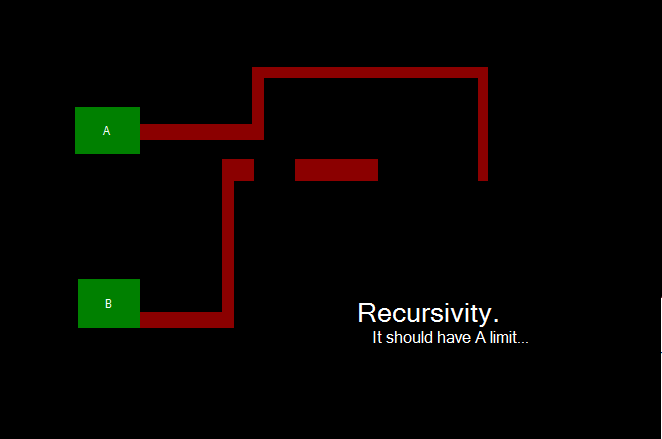 A
B
Recursivity.
It should have A limit...